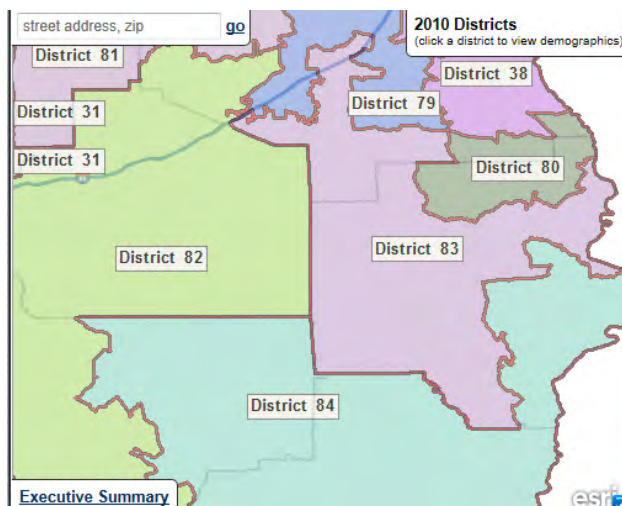 street address, zip
go
2010 Districts
(click a district to view demographics)
District 81
District 38
District 31
District 79
District 31
District 80
District 82
District 83
District 84
Executive Summary
esri